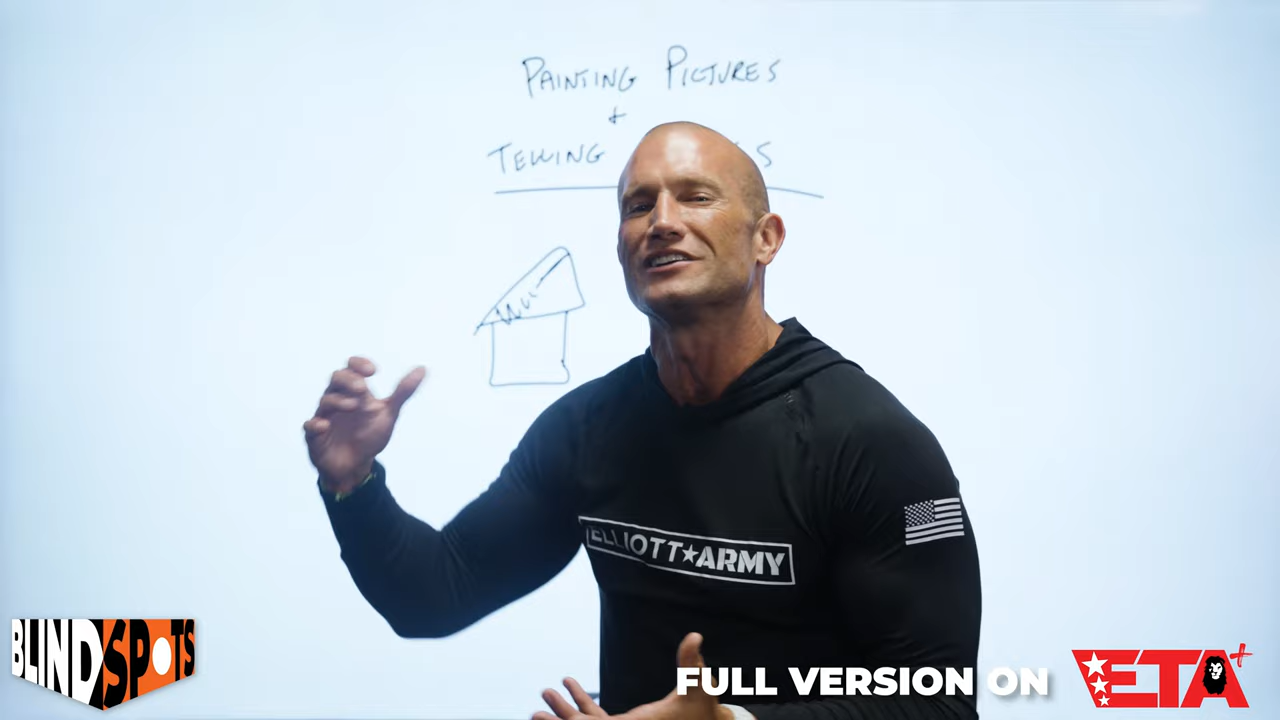 PAINTING PICTURES
+
TELLING S
ELLIOTT★ARMY
BLINDSPOTS
FULL VERSION ON ETA+